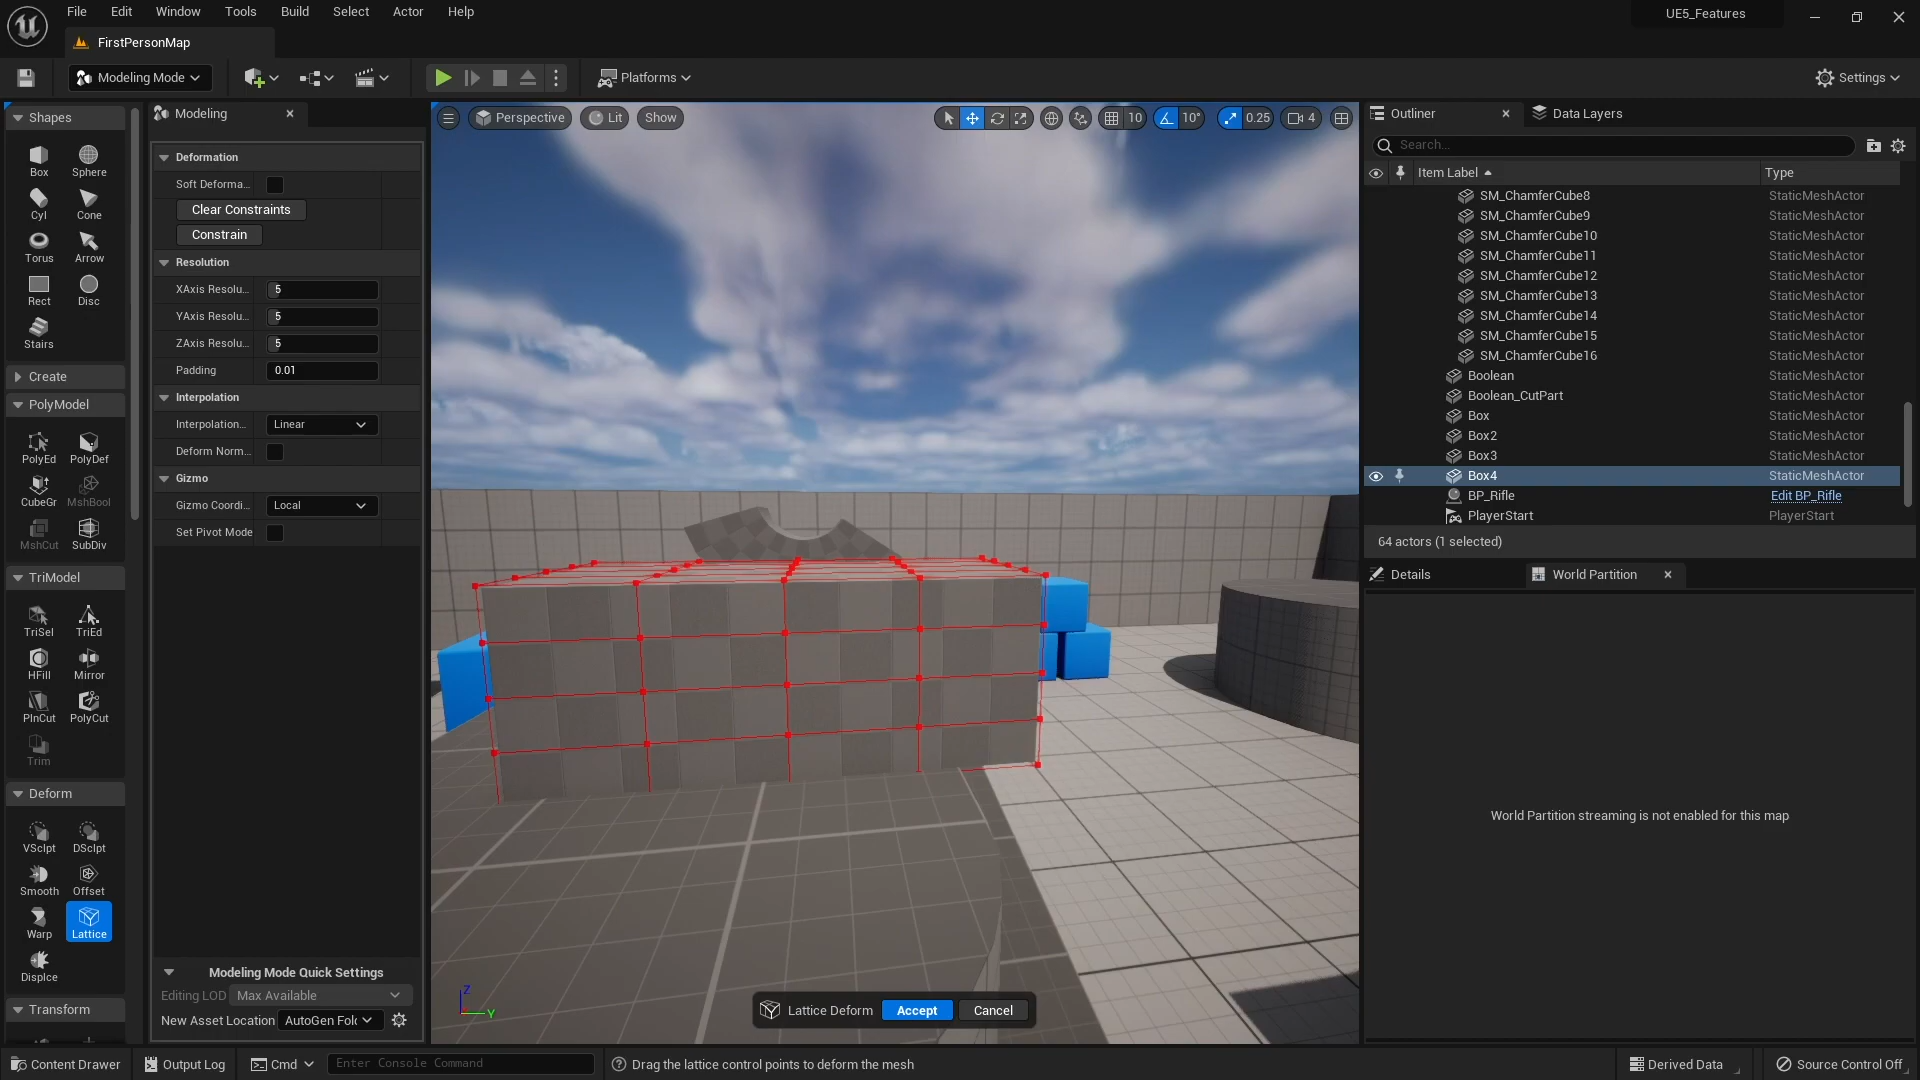 File Edit Window Tools Build Select Actor Help
UE5_Features
FirstPersonMap
Modeling Mode
Platforms
Settings
Shapes
Box Sphere
Cyl Cone
Torus Arrow
Rect Disc
Stairs
Create
PolyModel
PolyEd PolyDef
CubeGr MshBool
MshCut SubDiv
TriModel
TriSel TriEd
HFill Mirror
PlnCut PolyCut
Trim
Deform
VSclpt DSclpt
Smooth Offset
Warp Lattice
Displce
Transform
Modeling
Deformation
Soft Deforma...
Clear Constraints
Constrain
Resolution
XAxis Resolu... 5
YAxis Resolu... 5
ZAxis Resolu... 5
Padding 0.01
Interpolation
Interpolation... Linear
Deform Norm...
Gizmo
Gizmo Coordi... Local
Set Pivot Mode
Modeling Mode Quick Settings
Editing LOD Max Available
New Asset Location AutoGen Fol
Perspective Lit Show 10 10° 0.25 4
Z
Y
Lattice Deform Accept Cancel
Outliner Data Layers
Search...
Item Label Type
SM_ChamferCube8 StaticMeshActor
SM_ChamferCube9 StaticMeshActor
SM_ChamferCube10 StaticMeshActor
SM_ChamferCube11 StaticMeshActor
SM_ChamferCube12 StaticMeshActor
SM_ChamferCube13 StaticMeshActor
SM_ChamferCube14 StaticMeshActor
SM_ChamferCube15 StaticMeshActor
SM_ChamferCube16 StaticMeshActor
Boolean StaticMeshActor
Boolean_CutPart StaticMeshActor
Box StaticMeshActor
Box2 StaticMeshActor
Box3 StaticMeshActor
Box4 StaticMeshActor
BP_Rifle Edit BP_Rifle
PlayerStart PlayerStart
64 actors (1 selected)
Details World Partition
World Partition streaming is not enabled for this map
Content Drawer Output Log Cmd Enter Console Command Drag the lattice control points to deform the mesh Derived Data Source Control Off